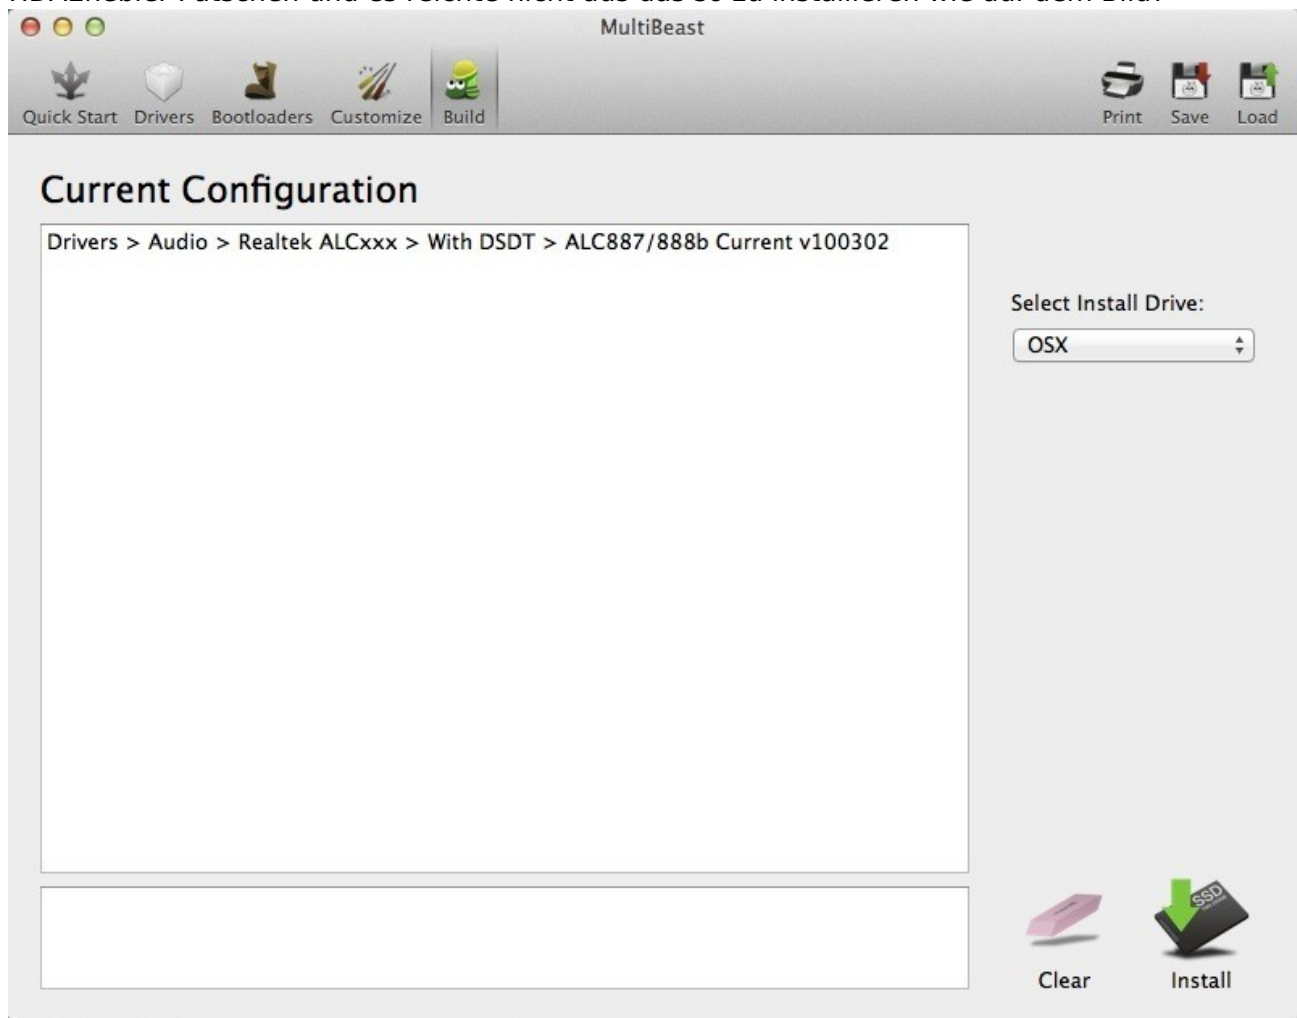 MultiBeast
Quick Start Drivers Bootloaders Customize Build Print Save Load
Current Configuration
Drivers > Audio > Realtek ALCxxx > With DSDT > ALC887/888b Current v100302
Select Install Drive:
OSX
SSD
Clear Install